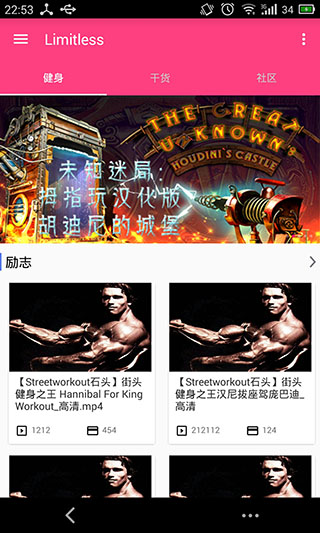 22:53
34
Limitless
健身
干货
社区
THE GREAT
UNKNOWN:
HOUDINI'S CASTLE
未知迷局:
拇指玩汉化版
胡迪尼的城堡
励志
【Streetworkout石头】街头
健身之王 Hannibal For King
Workout_高清.mp4
1212
454
【Streetworkout石头】街头
健身之王汉尼拔座驾庞巴迪_
高清
212112
124